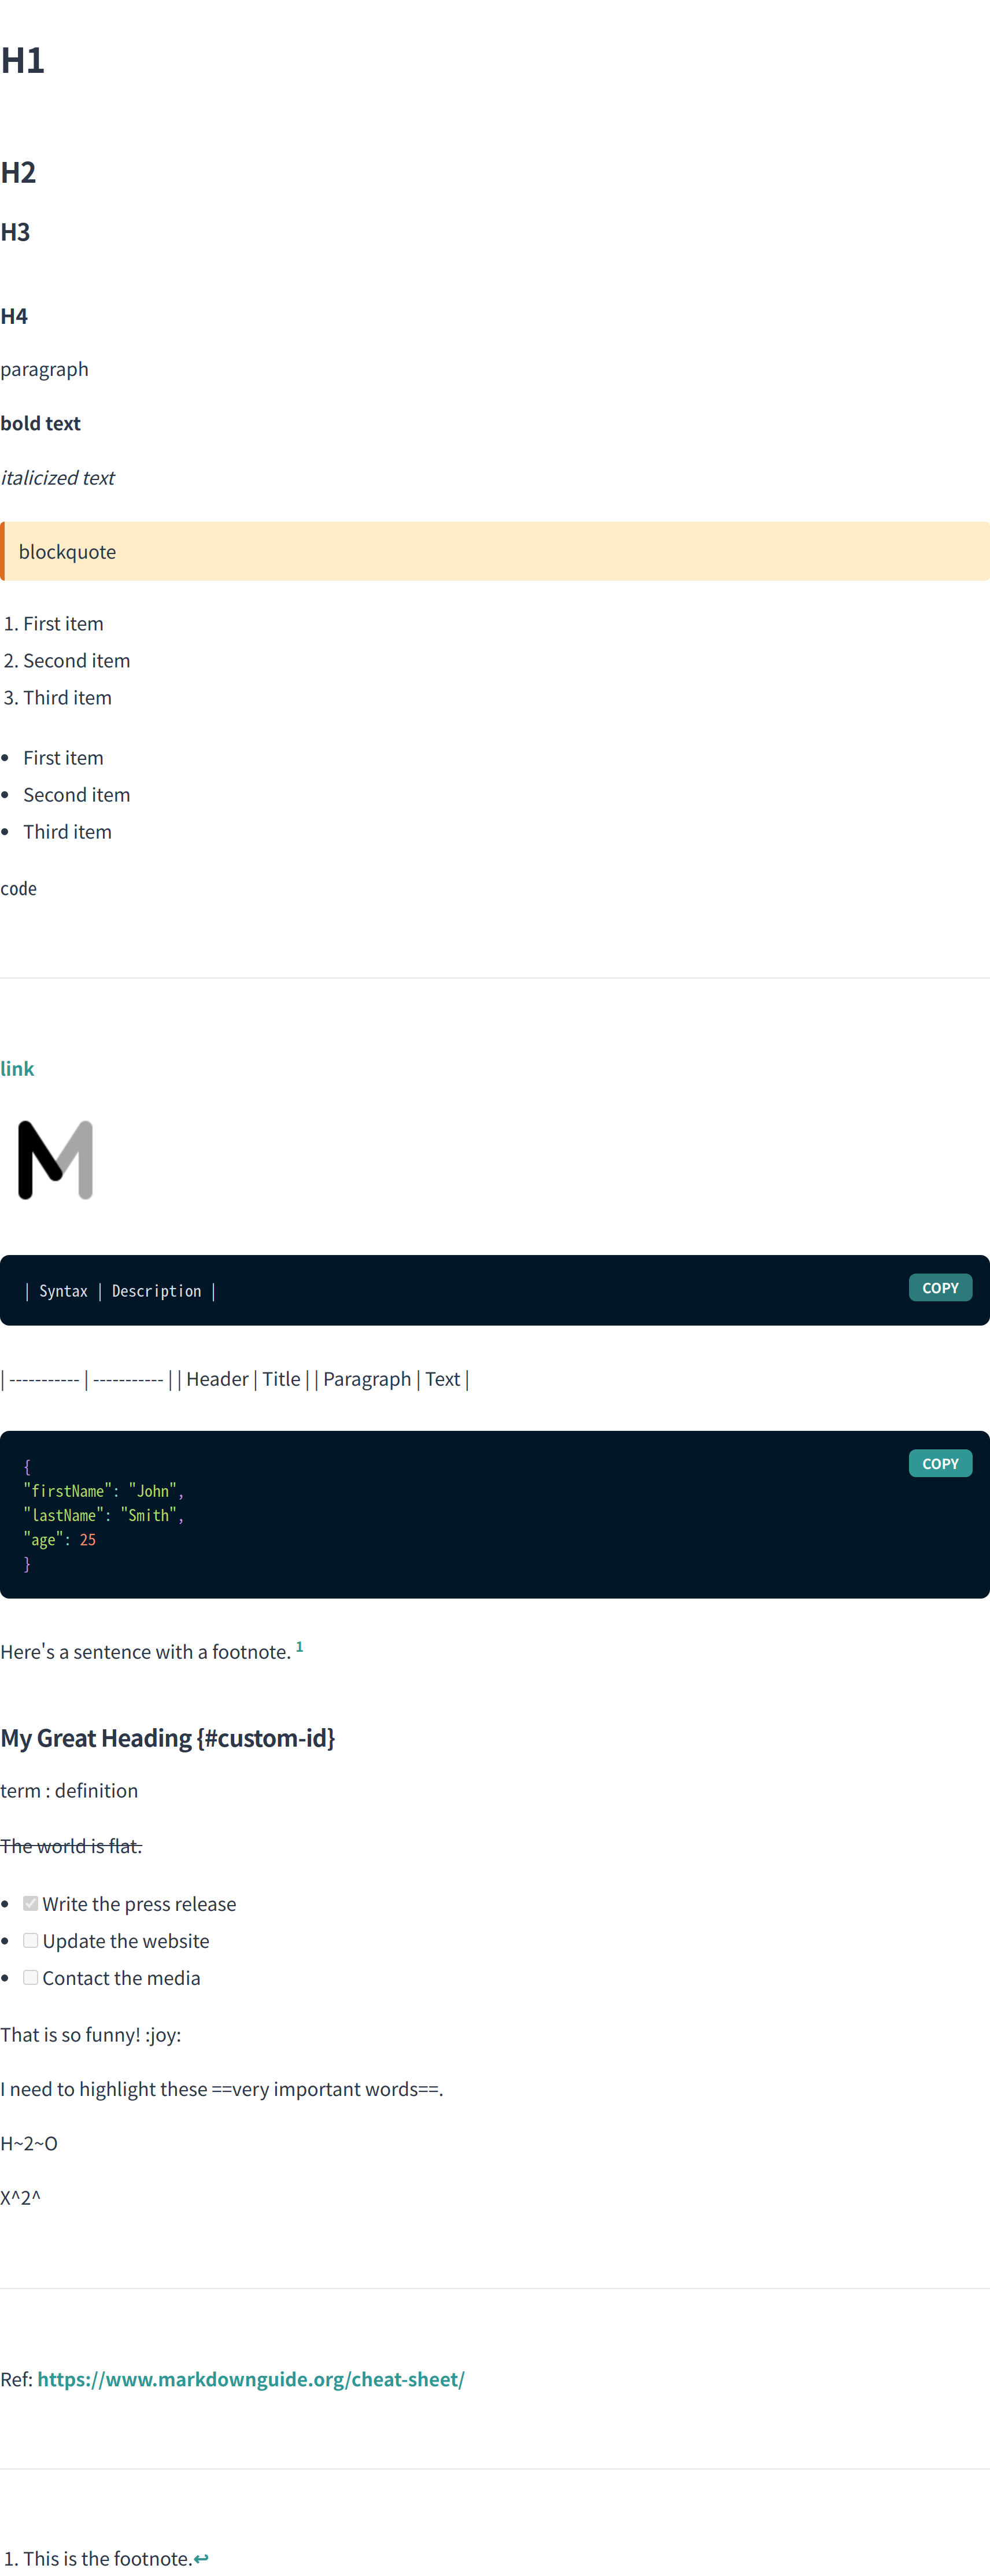 H1
H2
H3
H4
paragraph
bold text
italicized text
blockquote
1. First item
2. Second item
3. Third item
• First item
• Second item
• Third item
code
link
M
| Syntax | Description |
COPY
| ----------- | ----------- | | Header | Title | | Paragraph | Text |
COPY
{
"firstName": "John",
"lastName": "Smith",
"age": 25
}
Here's a sentence with a footnote. 1
My Great Heading {#custom-id}
term : definition
The world is flat.
• Write the press release
• Update the website
• Contact the media
That is so funny! :joy:
I need to highlight these ==very important words==.
H~2~O
X^2^
Ref: https://www.markdownguide.org/cheat-sheet/
1. This is the footnote.↩